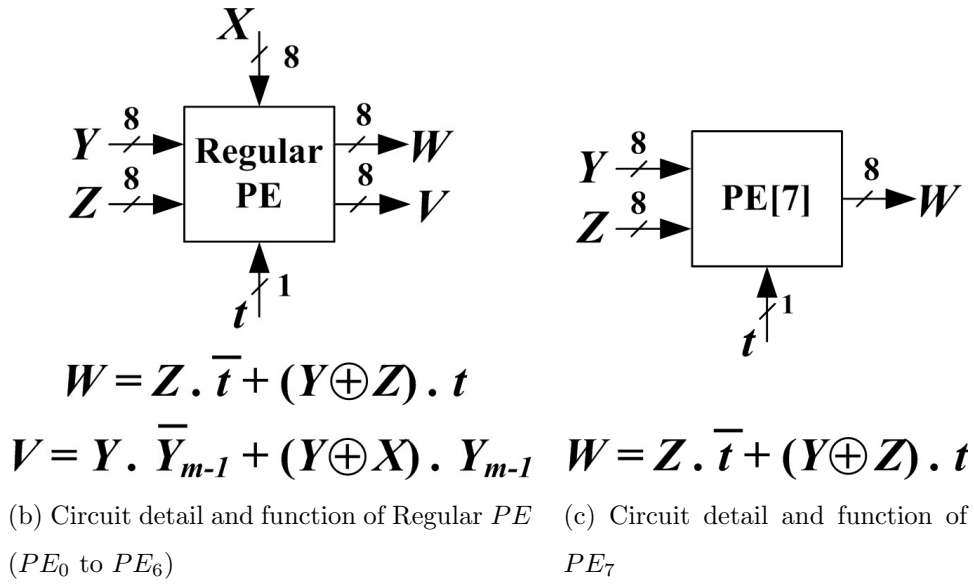 X
8
Y 8
Z 8
Regular
PE
8 W
8 V
1
t
W = Z . t̅ + (Y⊕Z) . t
V = Y . Y̅ₘ₋₁ + (Y⊕X) . Yₘ₋₁
(b) Circuit detail and function of Regular PE
(PE₀ to PE₆)
Y 8
Z 8
PE[7]
8 W
1
t
W = Z . t̅ + (Y⊕Z) . t
(c) Circuit detail and function of
PE₇